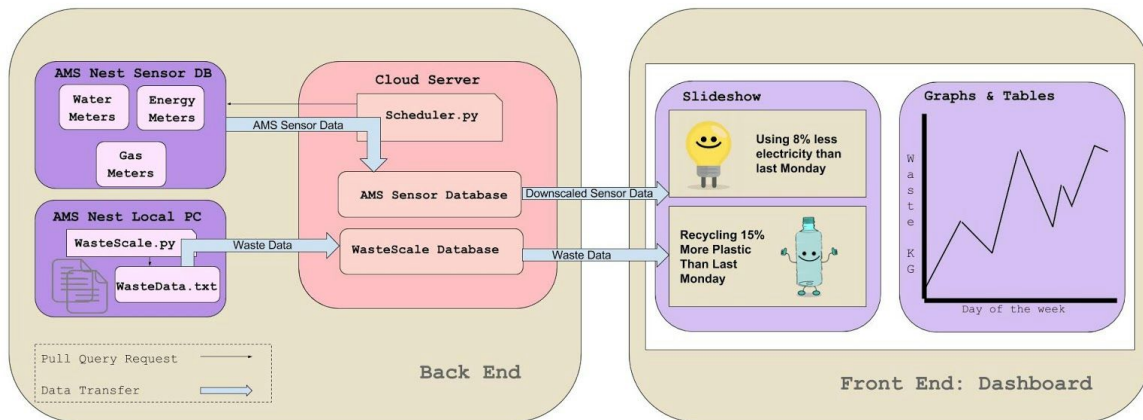 AMS Nest Sensor DB
Water
Meters
Energy
Meters
Gas
Meters
AMS Nest Local PC
WasteScale.py
WasteData.txt
Cloud Server
Scheduler.py
AMS Sensor Data
AMS Sensor Database
Waste Data
WasteScale Database
Downscaled Sensor Data
Waste Data
Pull Query Request
Data Transfer
Back End
Slideshow
Using 8% less
electricity than
last Monday
Recycling 15%
More Plastic
Than Last
Monday
Graphs & Tables
Waste KG
Day of the week
Front End: Dashboard